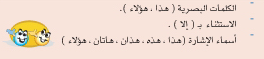 الكلمات البصرية ( هذا ، هؤلاء ).
الاستثناء بـ ( إلا ) .
أسماء الإشارة ( هذا ، هذه ، هذان ، هاتان ، هؤلاء )